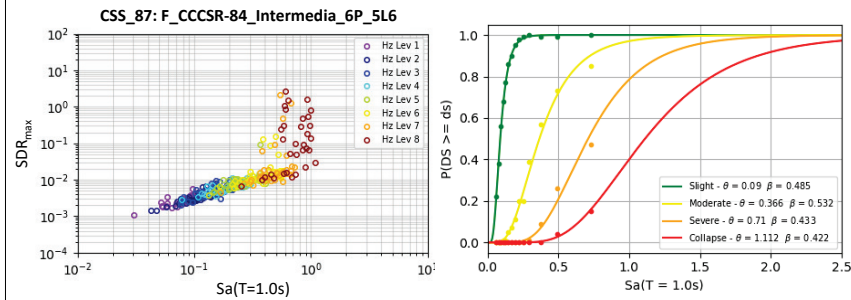 CSS_87: F_CCCSR-84_Intermedia_6P_5L6
10²
10¹
10⁰
10⁻¹
10⁻²
10⁻³
10⁻⁴
SDRmax
Hz Lev 1
Hz Lev 2
Hz Lev 3
Hz Lev 4
Hz Lev 5
Hz Lev 6
Hz Lev 7
Hz Lev 8
10⁻² 10⁻¹ 10⁰ 10¹
Sa(T=1.0s)
1.0
0.8
0.6
0.4
0.2
0.0
P(DS >= ds)
Slight - θ = 0.09 β = 0.485
Moderate - θ = 0.366 β = 0.532
Severe - θ = 0.71 β = 0.433
Collapse - θ = 1.112 β = 0.422
0.0 0.5 1.0 1.5 2.0 2.5
Sa(T = 1.0s)